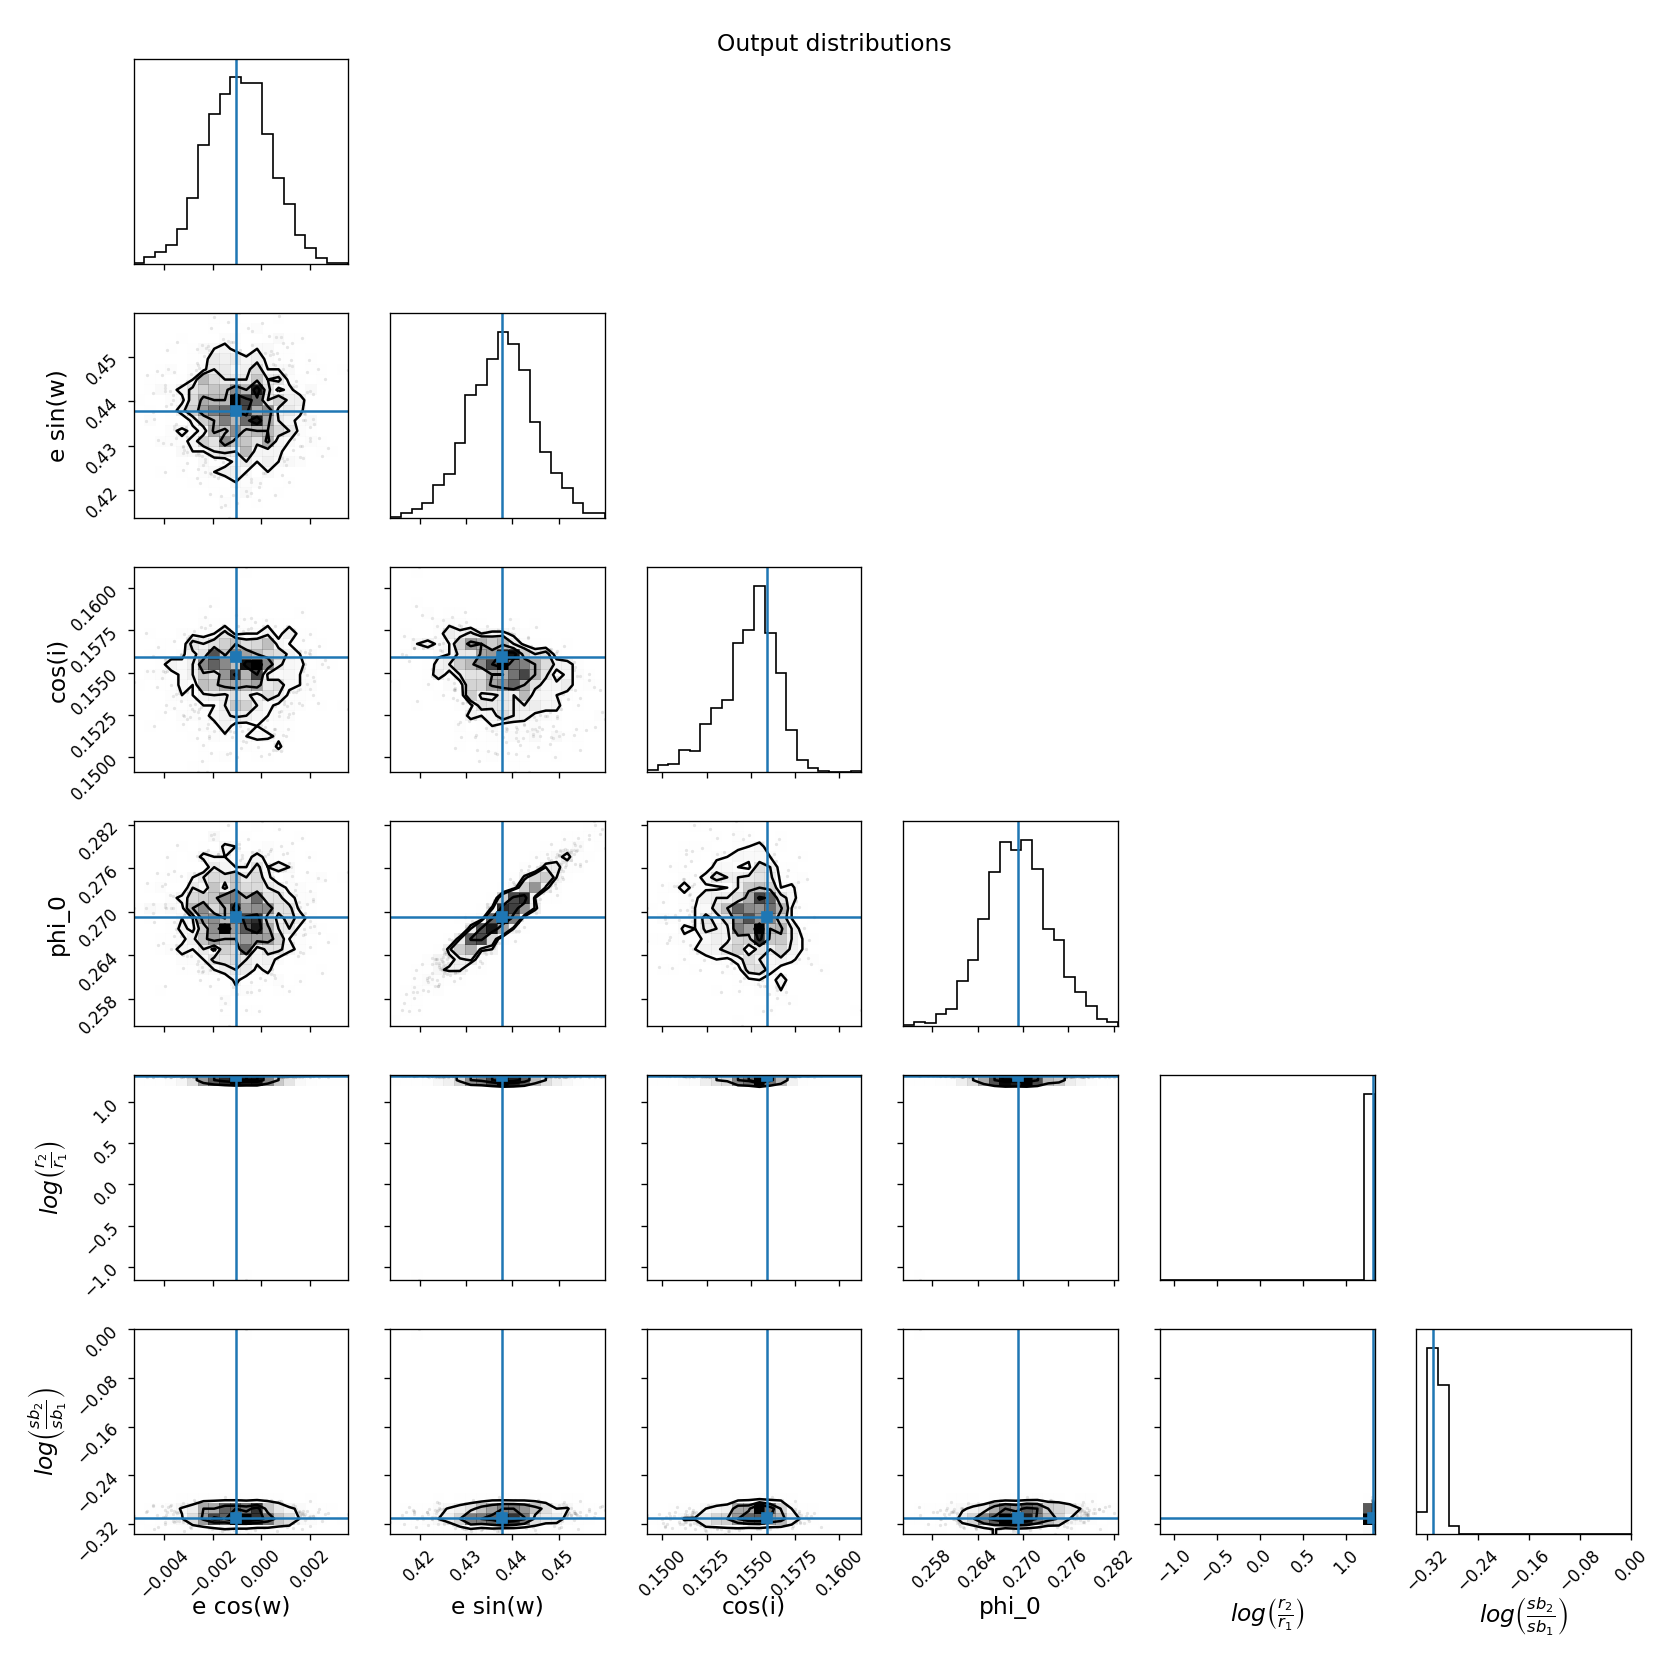 Output distributions
e sin(w)
0.45
0.44
0.43
0.42
cos(i)
0.1600
0.1575
0.1550
0.1525
0.1500
phi_0
0.282
0.276
0.270
0.264
0.258
log(r₂/r₁)
1.0
0.5
0.0
−0.5
−1.0
log(sb₂/sb₁)
0.00
−0.08
−0.16
−0.24
−0.32
−0.004 −0.002 0.000 0.002
0.42 0.43 0.44 0.45
0.1500 0.1525 0.1550 0.1575 0.1600
0.258 0.264 0.270 0.276 0.282
−1.0 −0.5 0.0 0.5 1.0
−0.32 −0.24 −0.16 −0.08 0.00
e cos(w)
e sin(w)
cos(i)
phi_0
log(r₂/r₁)
log(sb₂/sb₁)